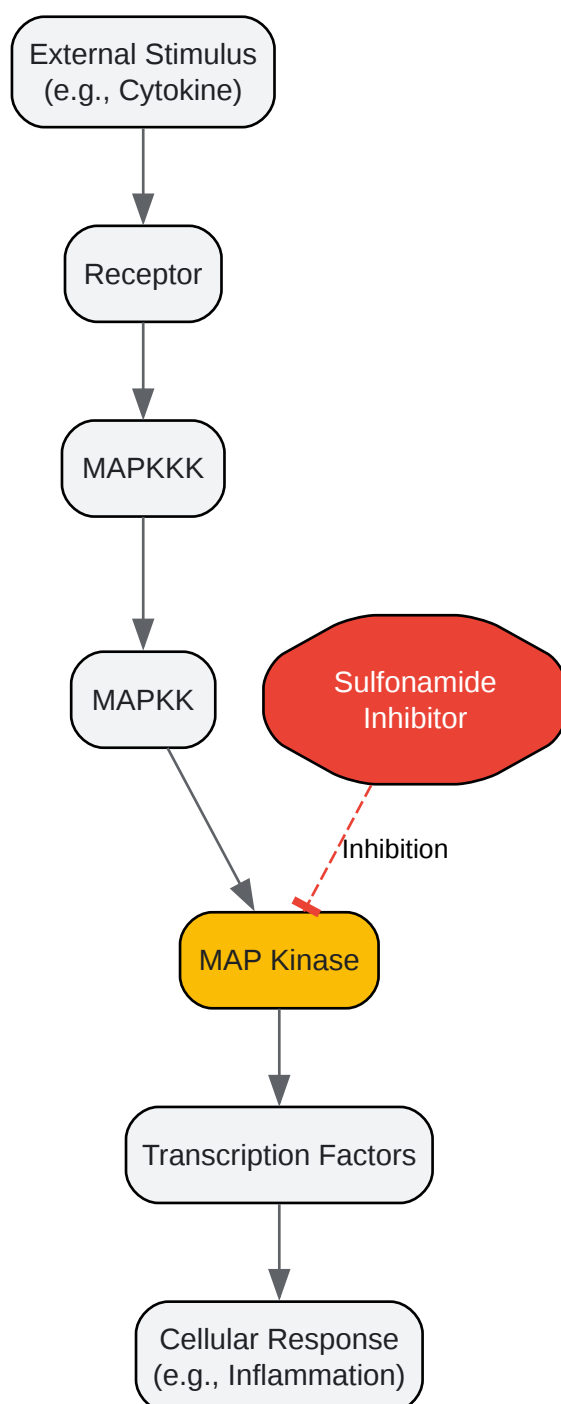 External Stimulus
(e.g., Cytokine)
Receptor
MAPKKK
MAPKK
Sulfonamide
Inhibitor
Inhibition
MAP Kinase
Transcription Factors
Cellular Response
(e.g., Inflammation)